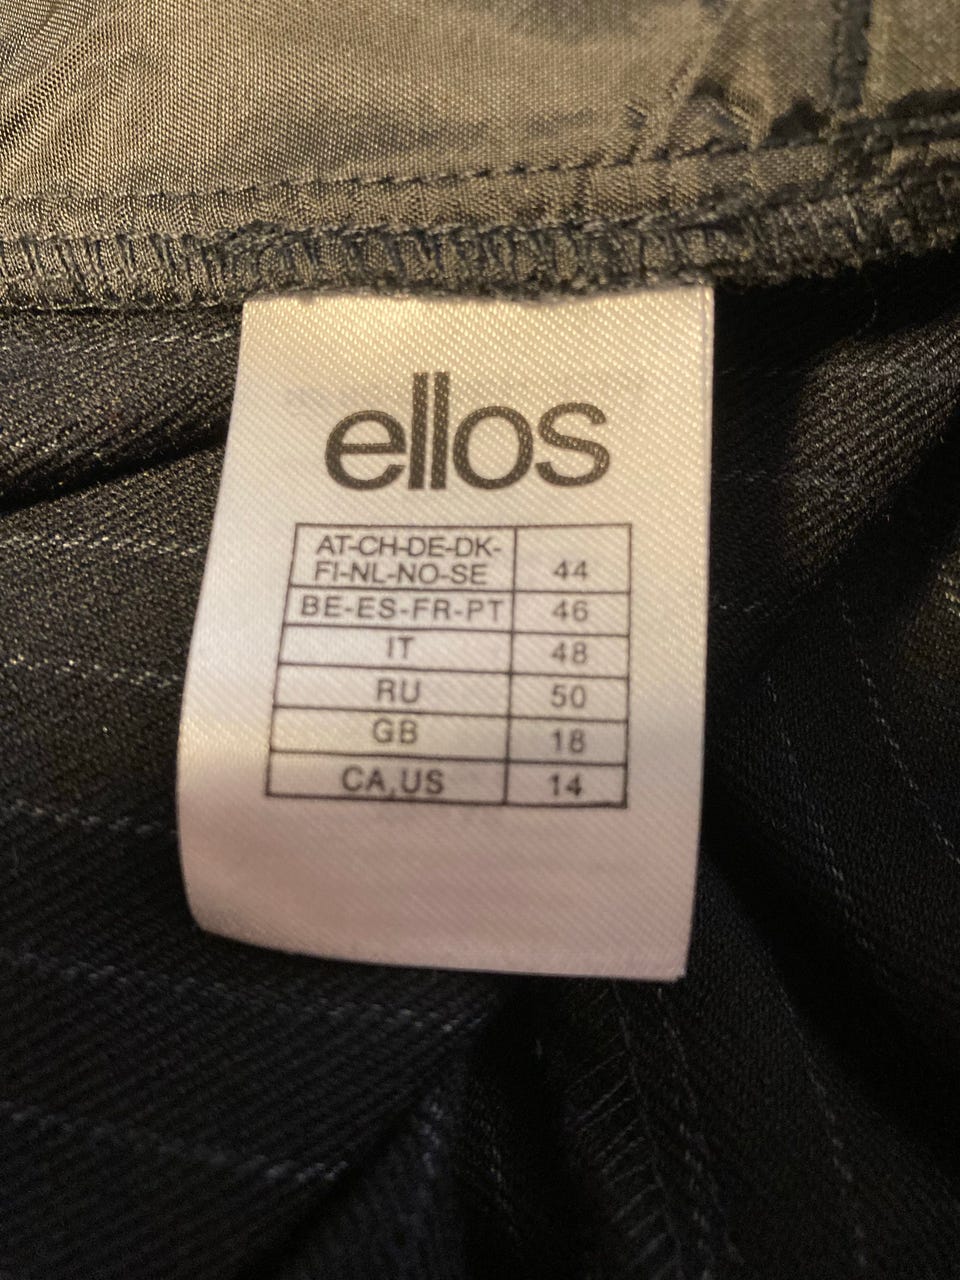 ellos
AT-CH-DE-DK-
FI-NL-NO-SE 44
BE-ES-FR-PT 46
IT 48
RU 50
GB 18
CA,US 14